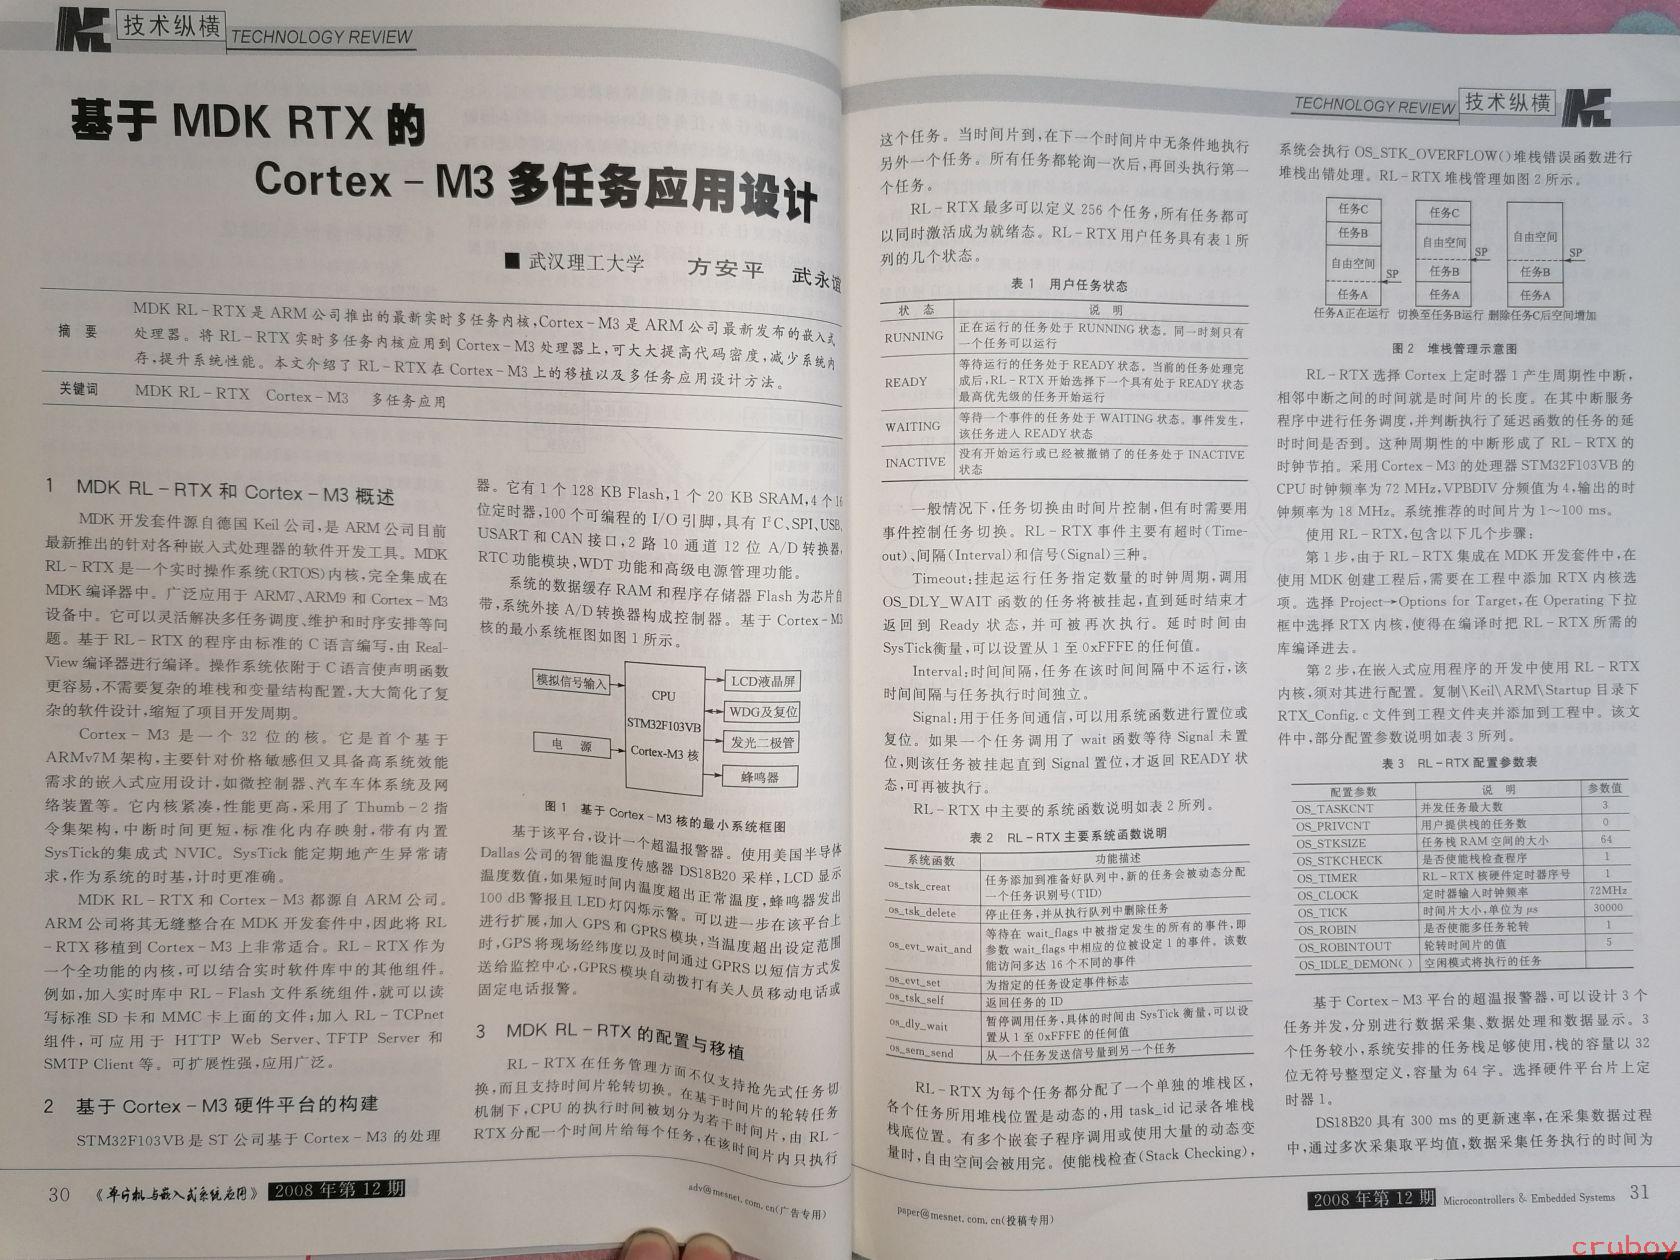 技术纵横 TECHNOLOGY REVIEW
基于 MDK RTX 的
Cortex-M3 多任务应用设计
■ 武汉理工大学 方安平 武永谊
摘 要
MDK RL-RTX 是 ARM 公司推出的最新实时多任务内核,Cortex-M3 是 ARM 公司最新发布的嵌入式
处理器。将 RL-RTX 实时多任务内核应用到 Cortex-M3 处理器上,可大大提高代码密度,减少系统内
存,提升系统性能。本文介绍了 RL-RTX 在 Cortex-M3 上的移植以及多任务应用设计方法。
关键词 MDK RL-RTX Cortex-M3 多任务应用
1 MDK RL-RTX 和 Cortex-M3 概述
MDK 开发套件源自德国 Keil 公司,是 ARM 公司目前
最新推出的针对各种嵌入式处理器的软件开发工具。MDK
RL-RTX 是一个实时操作系统(RTOS)内核,完全集成在
MDK 编译器中。广泛应用于 ARM7、ARM9 和 Cortex-M3
设备中。它可以灵活解决多任务调度、维护和时序安排等问
题。基于 RL-RTX 的程序由标准的 C 语言编写,由 Real-
View 编译器进行编译。操作系统依附于 C 语言使声明函数
更容易,不需要复杂的堆栈和变量结构配置,大大简化了复
杂的软件设计,缩短了项目开发周期。
Cortex-M3 是一个 32 位的核。它是首个基于
ARMv7M 架构,主要针对价格敏感但又具备高系统效能
需求的嵌入式应用设计,如微控制器、汽车车体系统及网
络装置等。它内核紧凑,性能更高,采用了 Thumb-2 指
令集架构,中断时间更短,标准化内存映射,带有内置
SysTick的集成式 NVIC。SysTick 能定期地产生异常请
求,作为系统的时基,计时更准确。
MDK RL-RTX 和 Cortex-M3 都源自 ARM 公司。
ARM 公司将其无缝整合在 MDK 开发套件中,因此将 RL
-RTX 移植到 Cortex-M3 上非常适合。RL-RTX 作为
一个全功能的内核,可以结合实时软件库中的其他组件。
例如,加入实时库中 RL-Flash 文件系统组件,就可以读
写标准 SD 卡和 MMC 卡上面的文件;加入 RL-TCPnet
组件,可应用于 HTTP Web Server、TFTP Server 和
SMTP Client 等。可扩展性强,应用广泛。
2 基于 Cortex-M3 硬件平台的构建
STM32F103VB 是 ST 公司基于 Cortex-M3 的处理
器。它有 1 个 128 KB Flash,1 个 20 KB SRAM,4 个 16
位定时器,100 个可编程的 I/O 引脚,具有 I²C、SPI、USB、
USART 和 CAN 接口,2 路 10 通道 12 位 A/D 转换器,
RTC 功能模块,WDT 功能和高级电源管理功能。
系统的数据缓存 RAM 和程序存储器 Flash 为芯片自
带,系统外接 A/D 转换器构成控制器。基于 Cortex-M3
核的最小系统框图如图 1 所示。
模拟信号输入
电 源
CPU
STM32F103VB
Cortex-M3 核
LCD液晶屏
WDG及复位
发光二极管
蜂鸣器
图 1 基于 Cortex-M3 核的最小系统框图
基于该平台,设计一个超温报警器。使用美国半导体
Dallas 公司的智能温度传感器 DS18B20 采样,LCD 显示
温度数值,如果短时间内温度超出正常温度,蜂鸣器发出
100 dB 警报且 LED 灯闪烁示警。可以进一步在该平台上
进行扩展,加入 GPS 和 GPRS 模块,当温度超出设定范围
时,GPS 将现场经纬度以及时间通过 GPRS 以短信方式发
送给监控中心,GPRS 模块自动拨打有关人员移动电话或
固定电话报警。
3 MDK RL-RTX 的配置与移植
RL-RTX 在任务管理方面不仅支持抢先式任务切
换,而且支持时间片轮转切换。在基于时间片的轮转任务
机制下,CPU 的执行时间被划分为若干时间片,由 RL-
RTX 分配一个时间片给每个任务,在该时间片内只执行
30 《单片机与嵌入式系统应用》 2008 年第 12 期
adv@mesnet.com.cn(广告专用)
TECHNOLOGY REVIEW 技术纵横
这个任务。当时间片到,在下一个时间片中无条件地执行
另外一个任务。所有任务都轮询一次后,再回头执行第一
个任务。
RL-RTX 最多可以定义 256 个任务,所有任务都可
以同时激活成为就绪态。RL-RTX 用户任务具有表 1 所
列的几个状态。
表 1 用户任务状态
状 态 说 明
RUNNING 正在运行的任务处于 RUNNING 状态。同一时刻只有
一个任务可以运行
READY 等待运行的任务处于 READY 状态。当前的任务处理完
成后,RL-RTX 开始选择下一个具有处于 READY 状态
最高优先级的任务开始运行
WAITING 等待一个事件的任务处于 WAITING 状态。事件发生,
该任务进入 READY 状态
INACTIVE 没有开始运行或已经被撤销了的任务处于 INACTIVE
状态
一般情况下,任务切换由时间片控制,但有时需要用
事件控制任务切换。RL-RTX 事件主要有超时(Time-
out)、间隔(Interval)和信号(Signal)三种。
Timeout:挂起运行任务指定数量的时钟周期,调用
OS_DLY_WAIT 函数的任务将被挂起,直到延时结束才
返回到 Ready 状态,并可被再次执行。延时时间由
SysTick衡量,可以设置从 1 至 0xFFFE 的任何值。
Interval:时间间隔,任务在该时间间隔中不运行,该
时间间隔与任务执行时间独立。
Signal:用于任务间通信,可以用系统函数进行置位或
复位。如果一个任务调用了 wait 函数等待 Signal 未置
位,则该任务被挂起直到 Signal 置位,才返回 READY 状
态,可再被执行。
RL-RTX 中主要的系统函数说明如表 2 所列。
表 2 RL-RTX 主要系统函数说明
系统函数 功能描述
os_tsk_creat 任务添加到准备好队列中,新的任务会被动态分配
一个任务识别号(TID)
os_tsk_delete 停止任务,并从执行队列中删除任务
os_evt_wait_and 等待在 wait_flags 中被指定发生的所有的事件,即
参数 wait_flags 中相应的位被设定 1 的事件。该数
能访问多达 16 个不同的事件
os_evt_set 为指定的任务设定事件标志
os_tsk_self 返回任务的 ID
os_dly_wait 暂停调用任务,具体的时间由 SysTick 衡量,可以设
置从 1 至 0xFFFE 的任何值
os_sem_send 从一个任务发送信号量到另一个任务
RL-RTX 为每个任务都分配了一个单独的堆栈区,
各个任务所用堆栈位置是动态的,用 task_id 记录各堆栈
栈底位置。有多个嵌套子程序调用或使用大量的动态变
量时,自由空间会被用完。使能栈检查(Stack Checking),
系统会执行 OS_STK_OVERFLOW()堆栈错误函数进行
堆栈出错处理。RL-RTX 堆栈管理如图 2 所示。
任务C
任务B
自由空间
SP
任务A
任务C
自由空间
SP
任务B
任务A
自由空间
SP
任务B
任务A
任务A正在运行 切换至任务B运行 删除任务C后空间增加
图 2 堆栈管理示意图
RL-RTX 选择 Cortex 上定时器 1 产生周期性中断,
相邻中断之间的时间就是时间片的长度。在其中断服务
程序中进行任务调度,并判断执行了延迟函数的任务的延
时时间是否到。这种周期性的中断形成了 RL-RTX 的
时钟节拍。采用 Cortex-M3 的处理器 STM32F103VB 的
CPU 时钟频率为 72 MHz,VPBDIV 分频值为 4,输出的时
钟频率为 18 MHz。系统推荐的时间片为 1～100 ms。
使用 RL-RTX,包含以下几个步骤:
第 1 步,由于 RL-RTX 集成在 MDK 开发套件中,在
使用 MDK 创建工程后,需要在工程中添加 RTX 内核选
项。选择 Project→Options for Target,在 Operating 下拉
框中选择 RTX 内核,使得在编译时把 RL-RTX 所需的
库编译进去。
第 2 步,在嵌入式应用程序的开发中使用 RL-RTX
内核,须对其进行配置。复制\Keil\ARM\Startup 目录下
RTX_Config.c 文件到工程文件夹并添加到工程中。该文
件中,部分配置参数说明如表 3 所列。
表 3 RL-RTX 配置参数表
配置参数 说 明 参数值
OS_TASKCNT 并发任务最大数 3
OS_PRIVCNT 用户提供栈的任务数 0
OS_STKSIZE 任务栈 RAM 空间的大小 64
OS_STKCHECK 是否使能栈检查程序 1
OS_TIMER RL-RTX 核硬件定时器序号 1
OS_CLOCK 定时器输入时钟频率 72MHz
OS_TICK 时间片大小,单位为 μs 30000
OS_ROBIN 是否使能多任务轮转 1
OS_ROBINTOUT 轮转时间片的值 5
OS_IDLE_DEMON() 空闲模式将执行的任务
基于 Cortex-M3 平台的超温报警器,可以设计 3 个
任务并发,分别进行数据采集、数据处理和数据显示。3
个任务较小,系统安排的任务栈足够使用,栈的容量以 32
位无符号整型定义,容量为 64 字。选择硬件平台片上定
时器 1。
DS18B20 具有 300 ms 的更新速率,在采集数据过程
中,通过多次采集取平均值,数据采集任务执行的时间为
paper@mesnet.com.cn(投稿专用)
2008 年第 12 期 Microcontrollers & Embedded Systems 31
cruboy